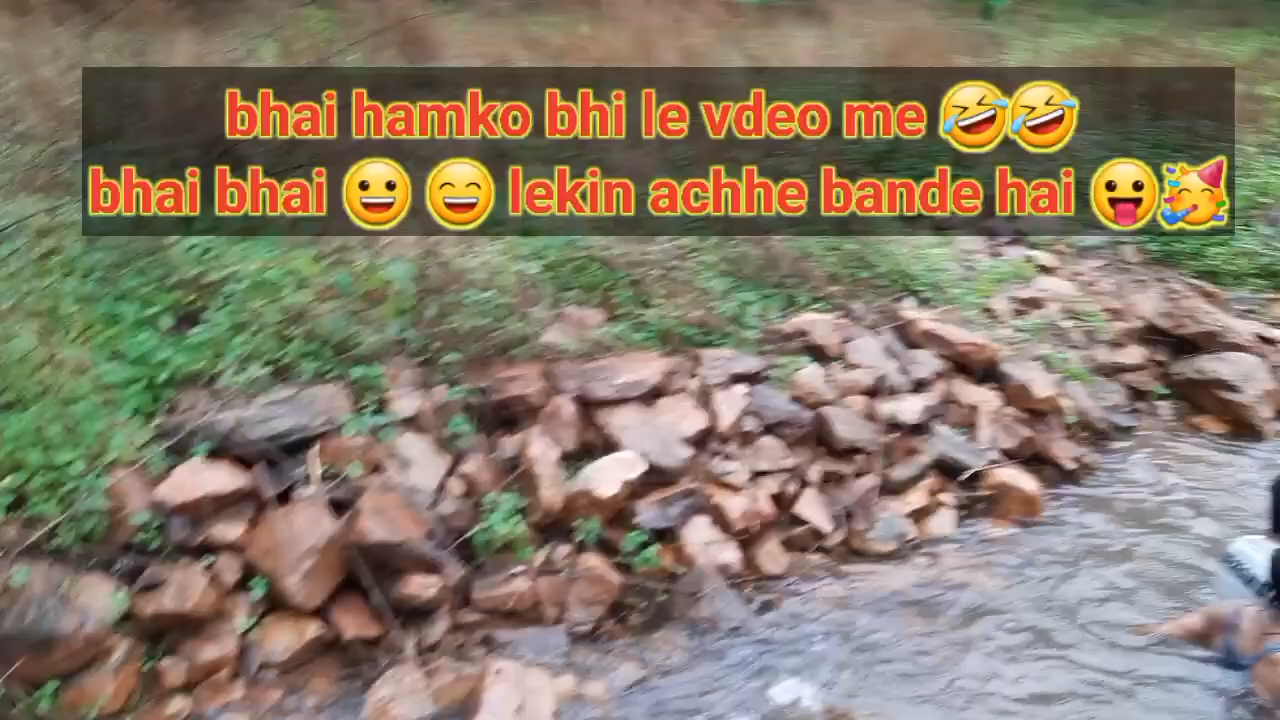 bhai hamko bhi le vdeo me 🤣🤣
bhai bhai 😀 😄 lekin achhe bande hai 😛🥳